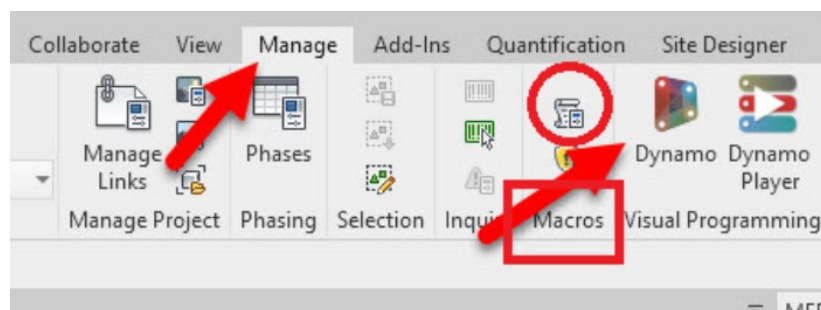 Collaborate View Manage Add-Ins Quantification Site Designer
Manage Links
Phases
Dynamo
Dynamo Player
Manage Project Phasing Selection Macros Visual Programming